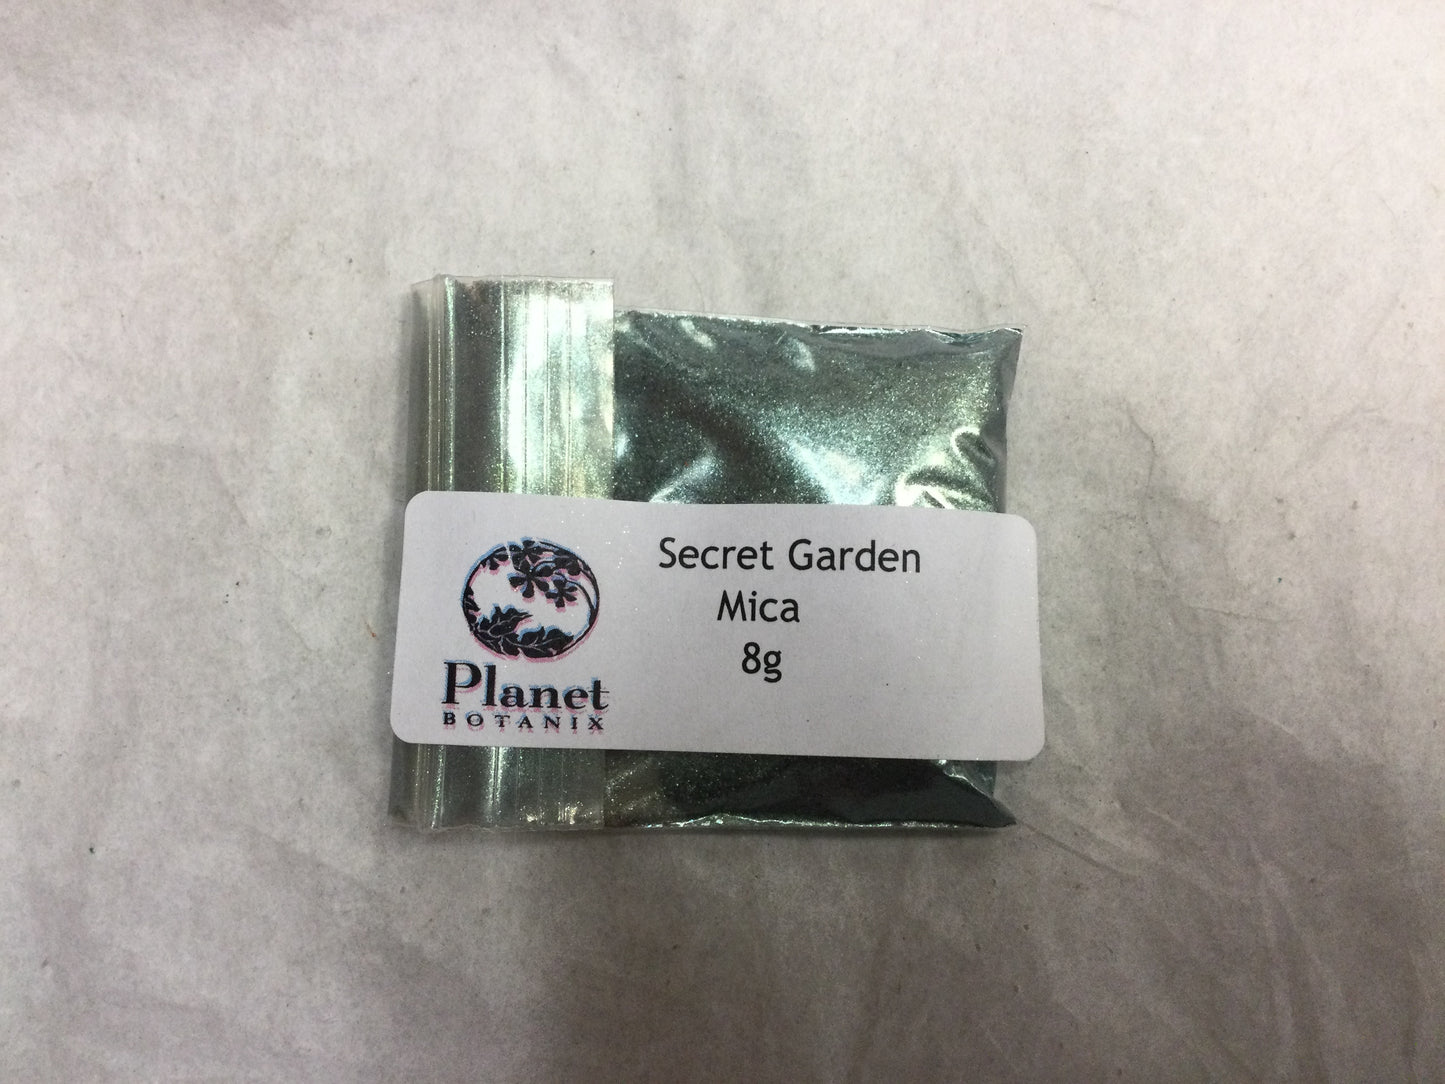 Secret Garden
Mica
8g
Planet
BOTANIX